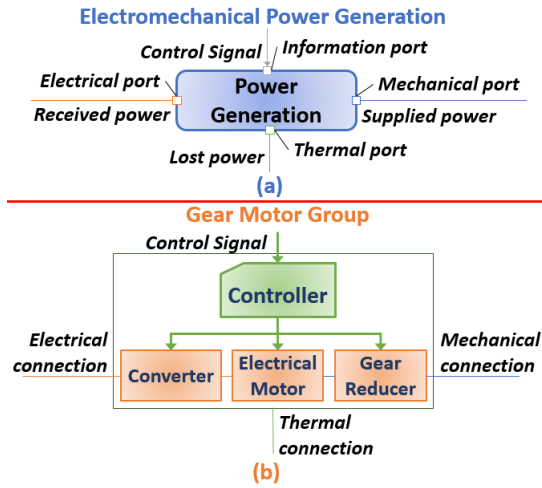 Electromechanical Power Generation
Control Signal
Information port
Electrical port
Mechanical port
Power
Generation
Received power
Supplied power
Lost power
Thermal port
(a)
Gear Motor Group
Control Signal
Controller
Electrical
connection
Mechanical
connection
Converter
Electrical
Motor
Gear
Reducer
Thermal
connection
(b)